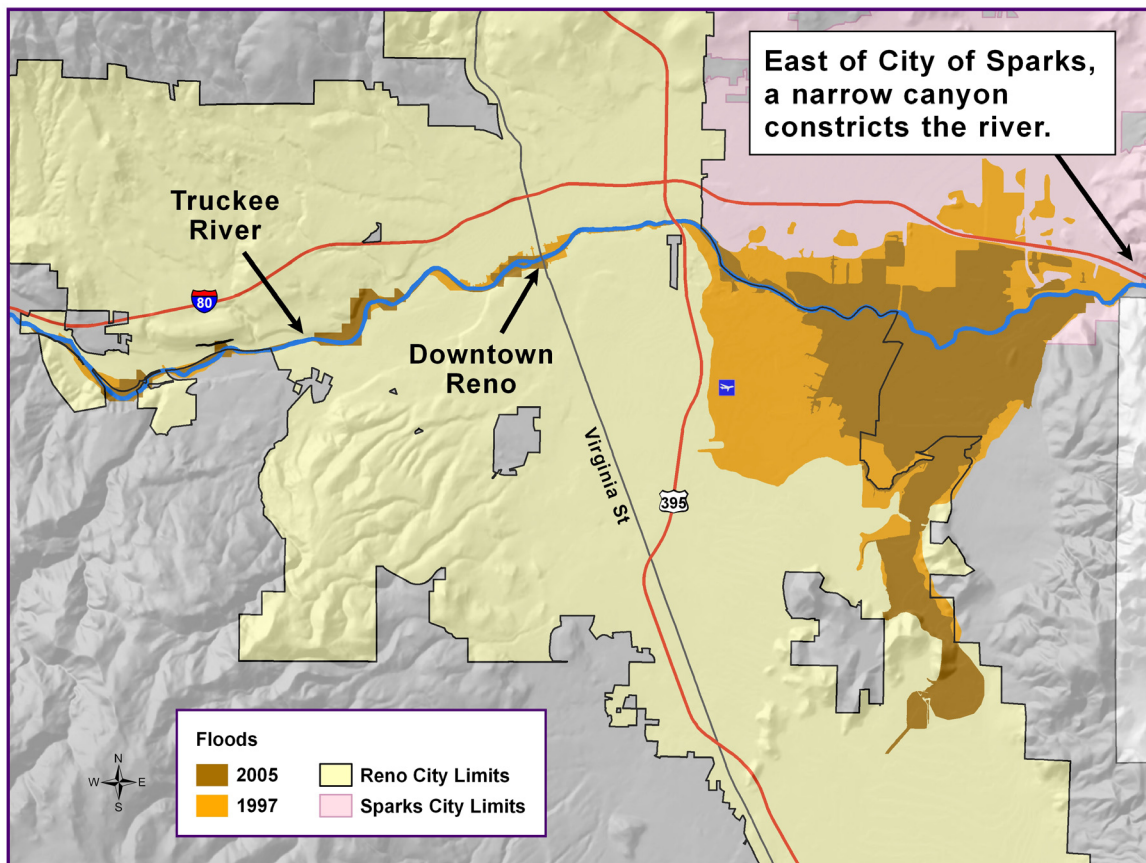 East of City of Sparks,
a narrow canyon
constricts the river.
Truckee
River
80
Downtown
Reno
Virginia St
395
Floods
2005
1997
Reno City Limits
Sparks City Limits
N
W
E
S